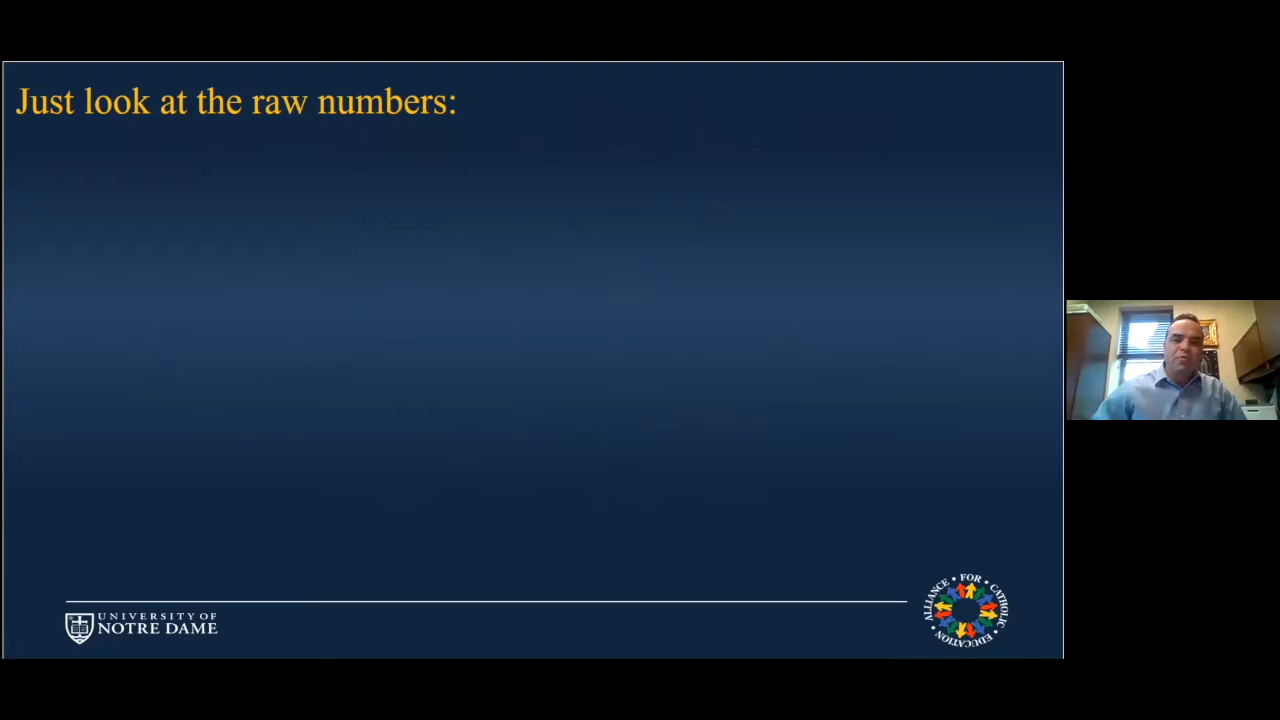 Just look at the raw numbers:
UNIVERSITY OF
NOTRE DAME
ALLIANCE • FOR • CATHOLIC • EDUCATION •